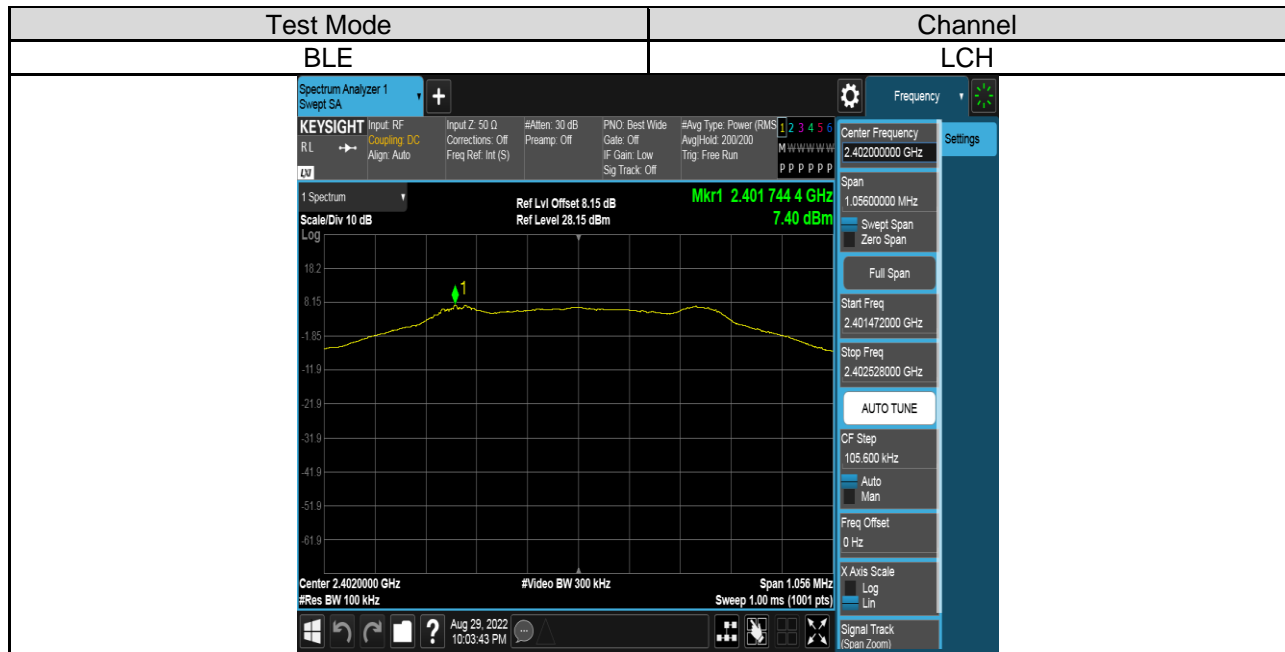 Test Mode Channel
BLE LCH
Spectrum Analyzer 1
Swept SA
+
Frequency
KEYSIGHT Input: RF Input Z: 50 Ω #Atten: 30 dB PNO: Best Wide #Avg Type: Power (RMS 1 2 3 4 5 6
RL Coupling: DC Corrections: Off Preamp: Off Gate: Off Avg|Hold: 200/200 M W W W W W
Align: Auto Freq Ref: Int (S) IF Gain: Low Trig: Free Run
LXI Sig Track: Off P P P P P P
1 Spectrum
Ref Lvl Offset 8.15 dB Mkr1 2.401 744 4 GHz
Scale/Div 10 dB Ref Level 28.15 dBm 7.40 dBm
Log
18.2
8.15
1
-1.85
-11.9
-21.9
-31.9
-41.9
-51.9
-61.9
Center 2.4020000 GHz #Video BW 300 kHz Span 1.056 MHz
#Res BW 100 kHz Sweep 1.00 ms (1001 pts)
Center Frequency
2.402000000 GHz
Settings
Span
1.05600000 MHz
Swept Span
Zero Span
Full Span
Start Freq
2.401472000 GHz
Stop Freq
2.402528000 GHz
AUTO TUNE
CF Step
105.600 kHz
Auto
Man
Freq Offset
0 Hz
X Axis Scale
Log
Lin
Signal Track
(Span Zoom)
? Aug 29, 2022
10:03:43 PM